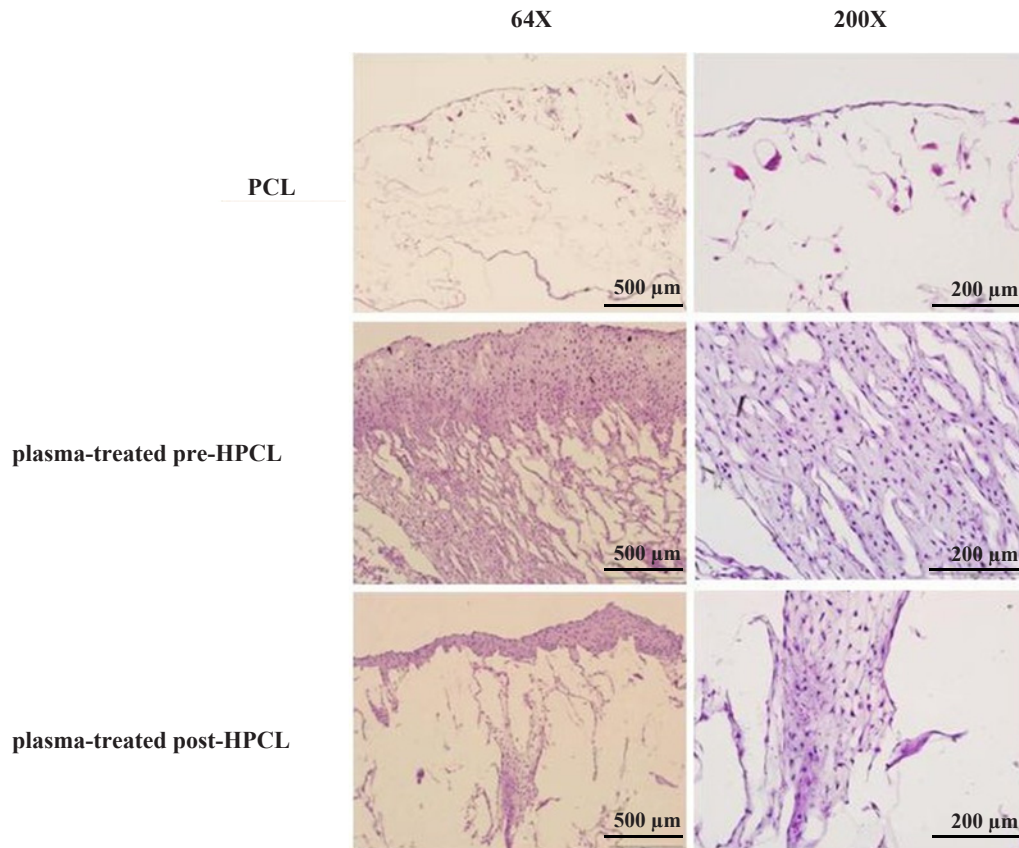 64X 200X
PCL
500 µm 200 µm
plasma-treated pre-HPCL
500 µm 200 µm
plasma-treated post-HPCL
500 µm 200 µm